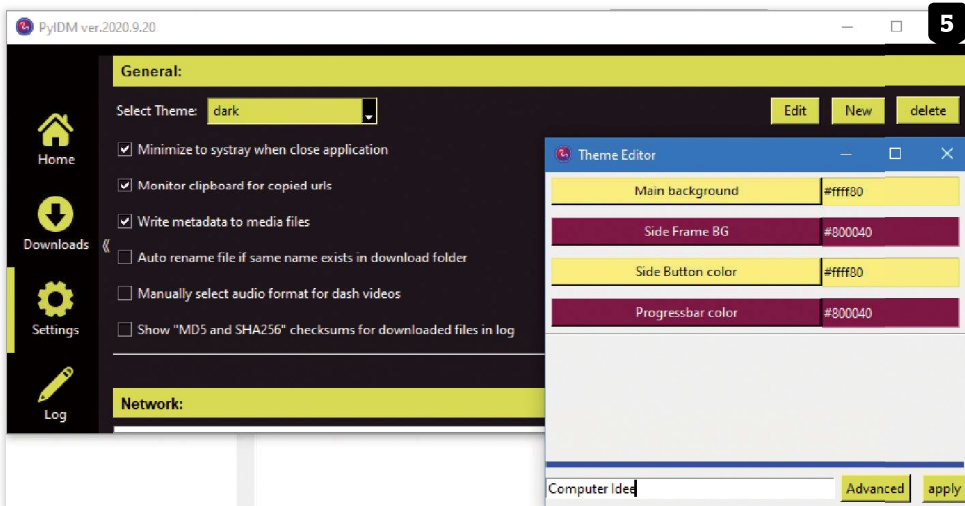 PyIDM ver.2020.9.20
5
General:
Select Theme: dark
Edit New delete
Minimize to systray when close application
Monitor clipboard for copied urls
Write metadata to media files
Auto rename file if same name exists in download folder
Manually select audio format for dash videos
Show "MD5 and SHA256" checksums for downloaded files in log
Network:
Home
Downloads
Settings
Log
Theme Editor
Main background #ffff80
Side Frame BG #800040
Side Button color #ffff80
Progressbar color #800040
Computer Idee
Advanced apply